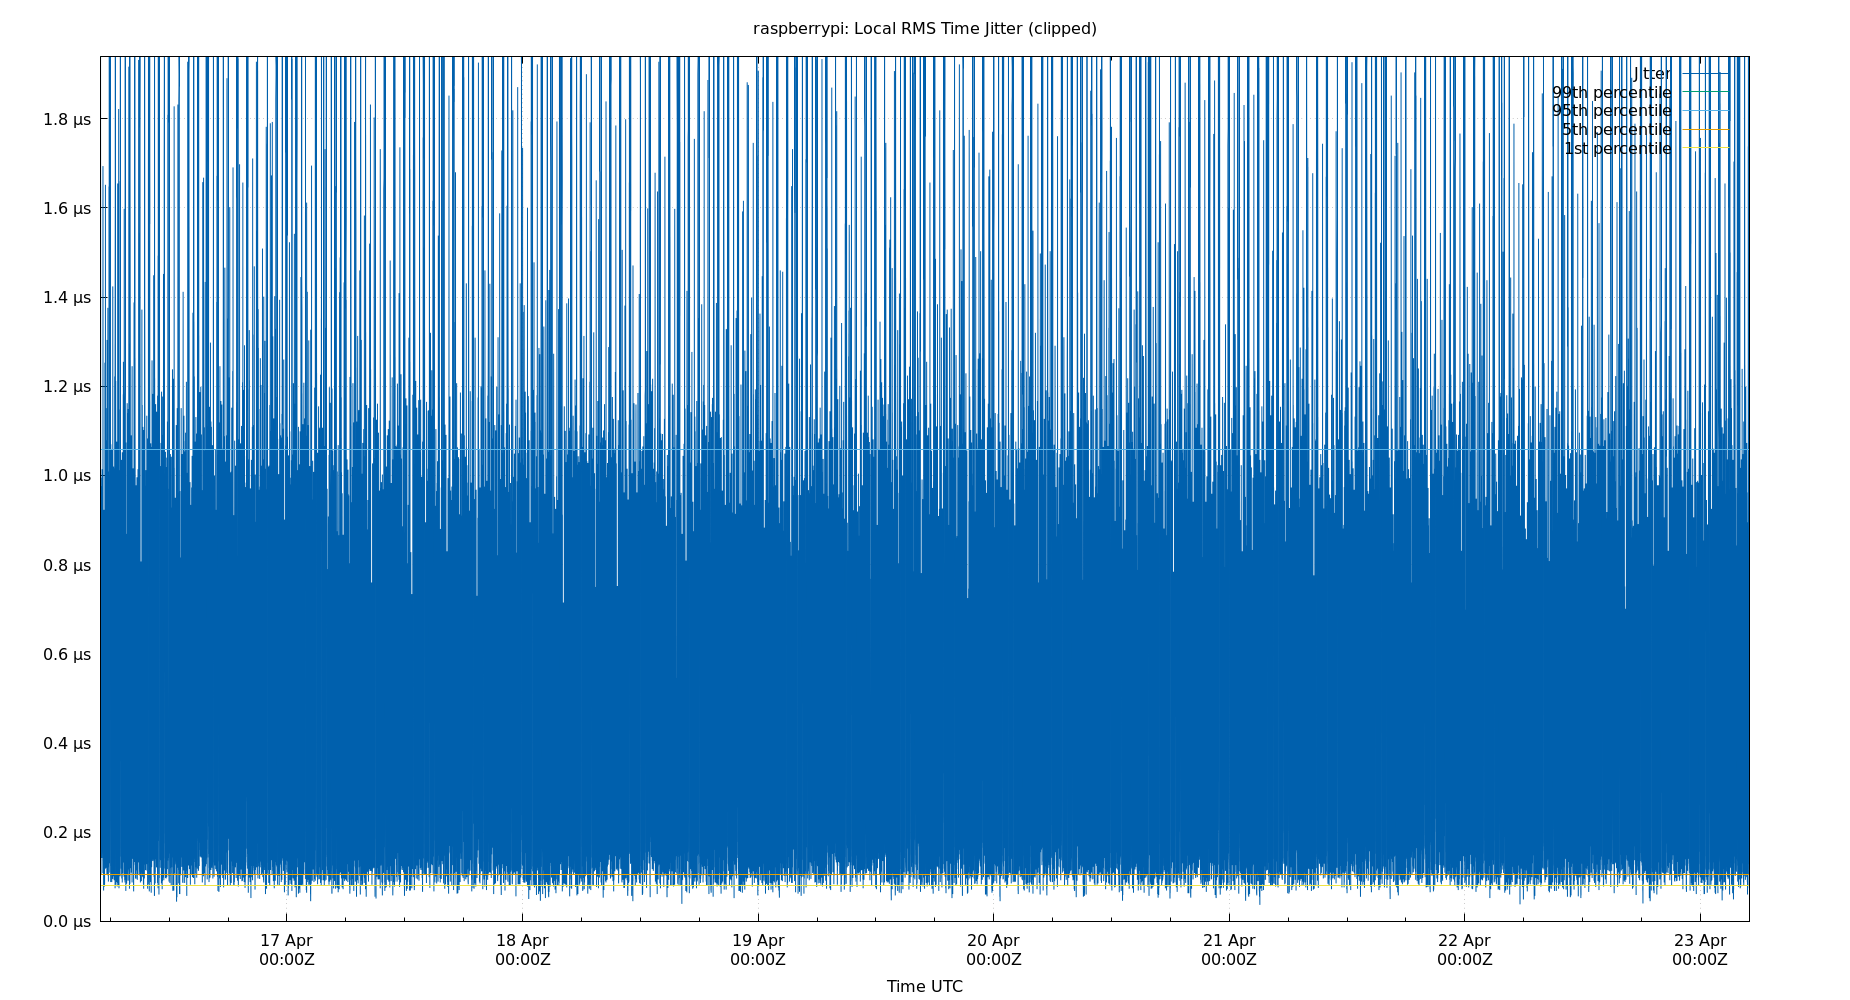 raspberrypi: Local RMS Time Jitter (clipped)
Jitter
99th percentile
95th percentile
5th percentile
1st percentile
1.8 µs
1.6 µs
1.4 µs
1.2 µs
1.0 µs
0.8 µs
0.6 µs
0.4 µs
0.2 µs
0.0 µs
17 Apr 18 Apr 19 Apr 20 Apr 21 Apr 22 Apr 23 Apr
00:00Z 00:00Z 00:00Z 00:00Z 00:00Z 00:00Z 00:00Z
Time UTC